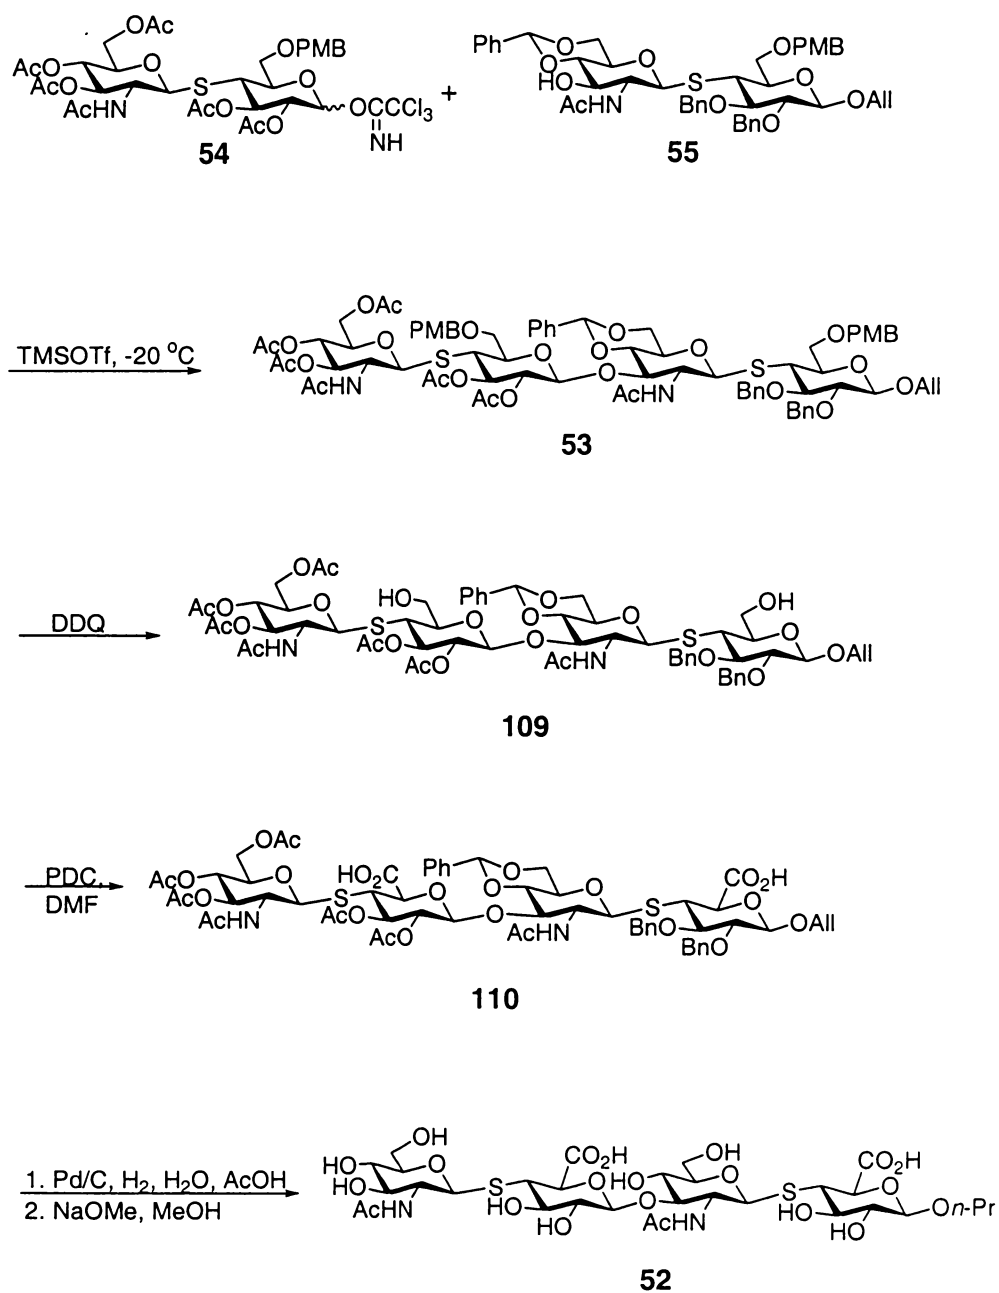 OAc
OPMB
AcO
O
S
O
AcO
AcHN
AcO
AcO
OCCCl3
NH
54
+
Ph
O
O
HO
O
AcHN
S
OPMB
O
BnO
BnO
OAll
55
TMSOTf, -20 °C
OAc
AcO
AcO
AcHN
O
S
PMBO
O
AcO
AcO
O
Ph
O
O
O
AcHN
S
OPMB
O
BnO
BnO
OAll
53
DDQ
OAc
AcO
AcO
AcHN
O
S
HO
O
AcO
AcO
O
Ph
O
O
O
AcHN
S
OH
O
BnO
BnO
OAll
109
PDC,
DMF
OAc
AcO
AcO
AcHN
O
S
HO2C
O
AcO
AcO
O
Ph
O
O
O
AcHN
S
CO2H
O
BnO
BnO
OAll
110
1. Pd/C, H2, H2O, AcOH
2. NaOMe, MeOH
OH
HO
HO
AcHN
O
S
CO2H
O
HO
HO
O
OH
HO
O
AcHN
S
CO2H
O
HO
HO
On-Pr
52